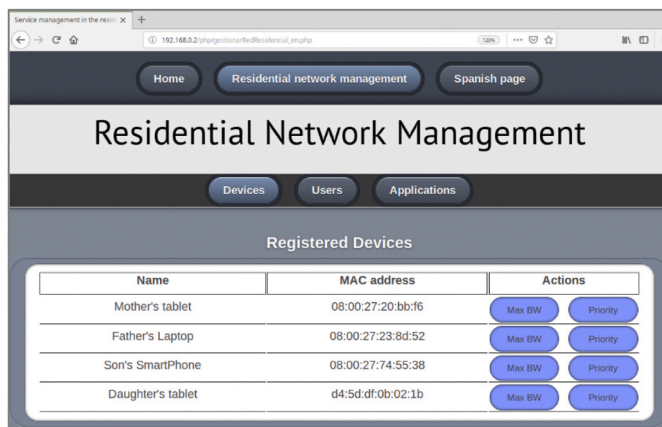 Service management in the resid
192.168.0.2/php/gestionarRedResidencial_en.php
120%
Home Residential network management Spanish page
Residential Network Management
Devices Users Applications
Registered Devices
Name MAC address Actions
Mother's tablet 08:00:27:20:bb:f6 Max BW Priority
Father's Laptop 08:00:27:23:8d:52 Max BW Priority
Son's SmartPhone 08:00:27:74:55:38 Max BW Priority
Daughter's tablet d4:5d:df:0b:02:1b Max BW Priority